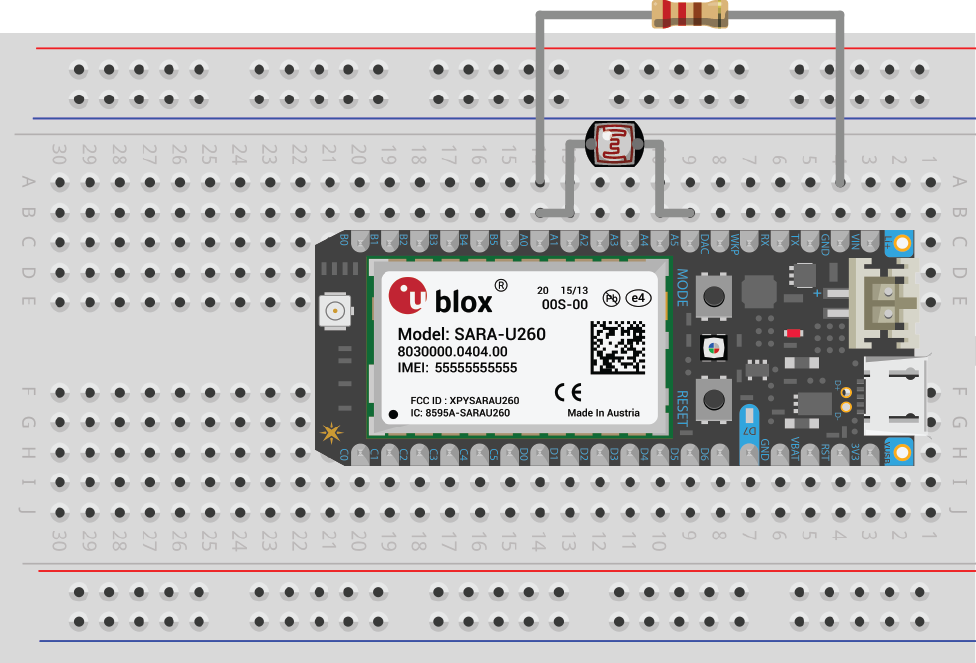 30 29 28 27 26 25 24 23 22 21 20 19 18 17 16 15 14 13 12 11 10 9 8 7 6 5 4 3 2 1
A A
B B
C C
D D
E E
F F
G G
H H
I I
J J
B0 B1 B2 B3 B4 B5 A0 A1 A2 A3 A4 A5 DAC WKP RX TX GND VIN Li+
MODE
+
u blox ®
20 15/13
00S-00
Pb e4
Model: SARA-U260
8030000.0404.00
IMEI: 55555555555
CE
FCC ID : XPYSARAU260
IC: 8595A-SARAU260
Made In Austria
RESET
D7
D+
D-
C0 C1 C2 C3 C4 C5 D0 D1 D2 D3 D4 D5 D6 GND VBAT RST 3V3
30 29 28 27 26 25 24 23 22 21 20 19 18 17 16 15 14 13 12 11 10 9 8 7 6 5 4 3 2 1